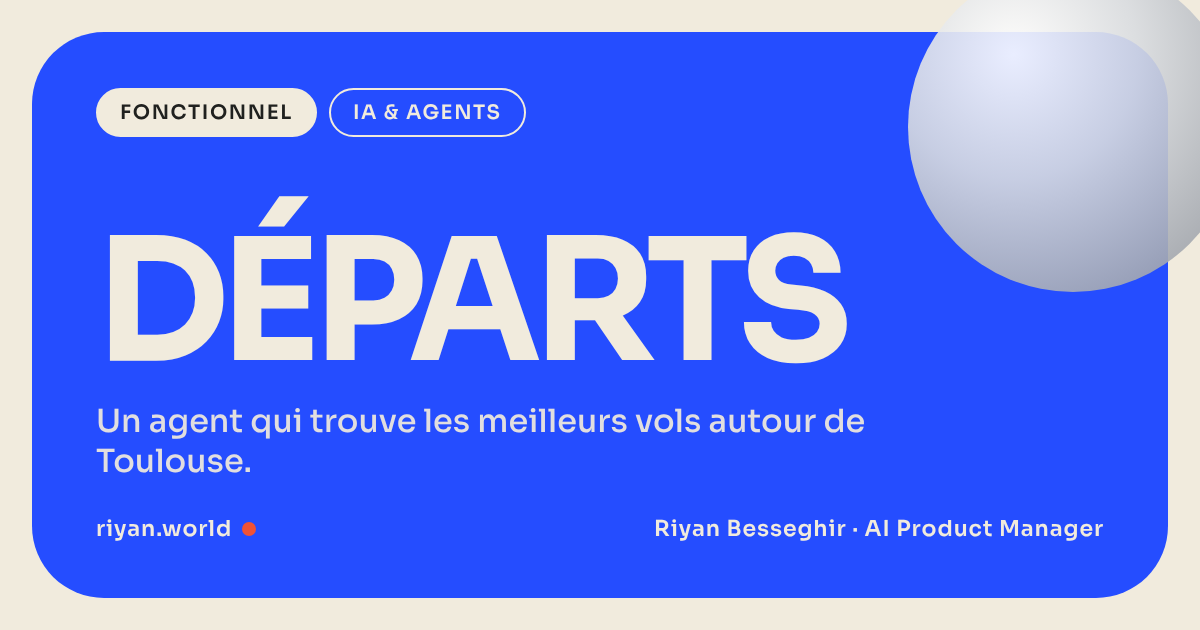 FONCTIONNEL
IA & AGENTS
DÉPARTS
Un agent qui trouve les meilleurs vols autour de
Toulouse.
riyan.world
Riyan Besseghir · AI Product Manager